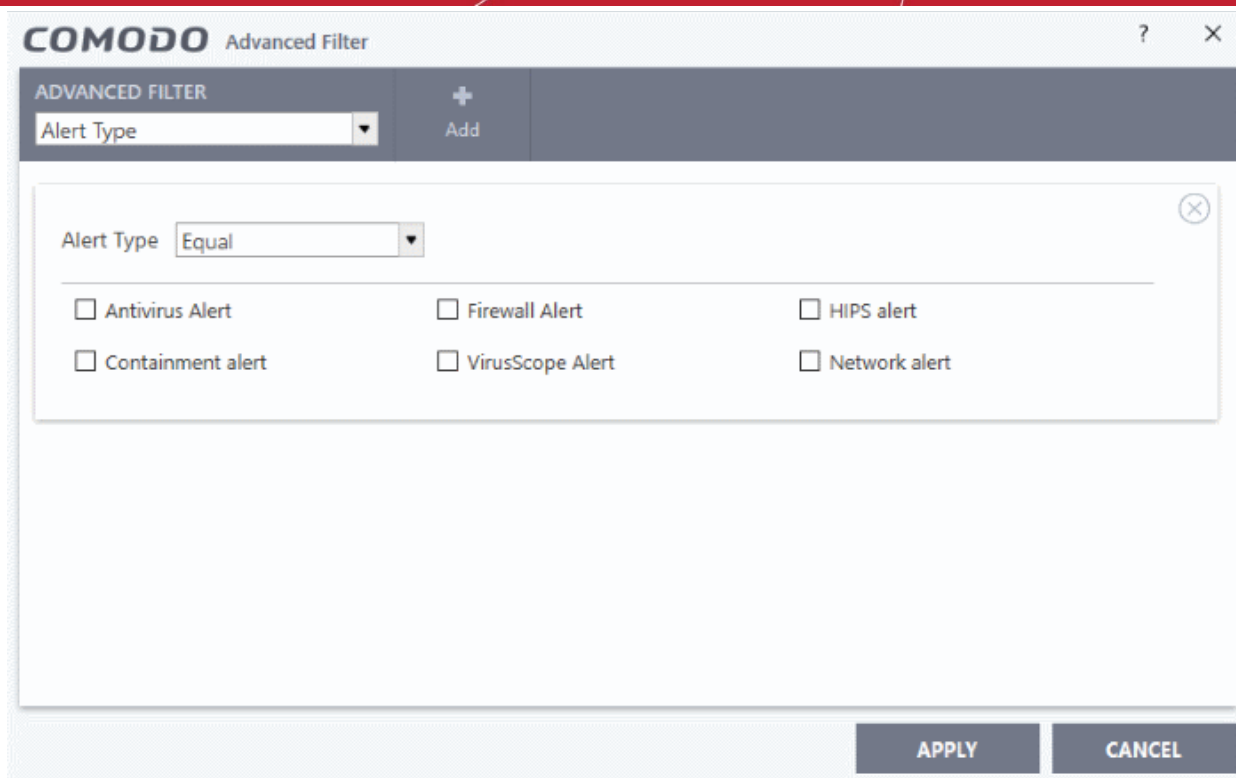 COMODO Advanced Filter ? X
ADVANCED FILTER
Alert Type
Add
Alert Type Equal
Antivirus Alert Firewall Alert HIPS alert
Containment alert VirusScope Alert Network alert
APPLY CANCEL